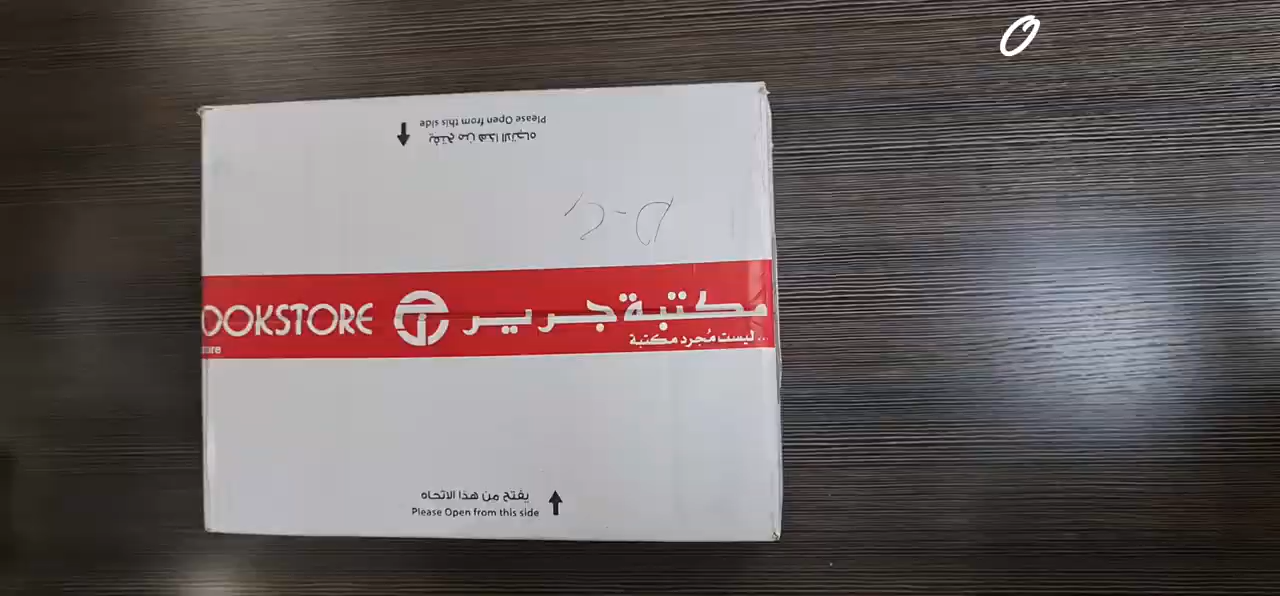 Please Open from this side
يفتح من هذا الاتجاه
OOKSTORE مكتبة جرير
ليست مُجرد مكتبة ..
يفتح من هذا الاتجاه
Please Open from this side